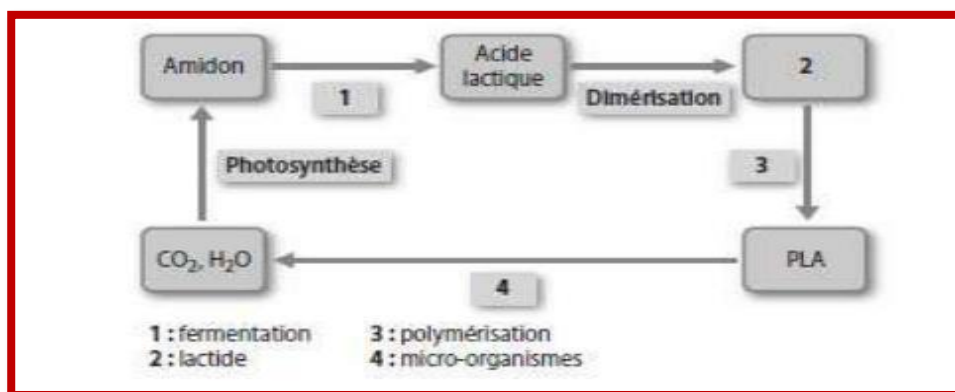 Amidon
1
Acide
lactique
Dimérisation
2
Photosynthèse
3
CO₂, H₂O
4
PLA
1 : fermentation
2 : lactide
3 : polymérisation
4 : micro-organismes